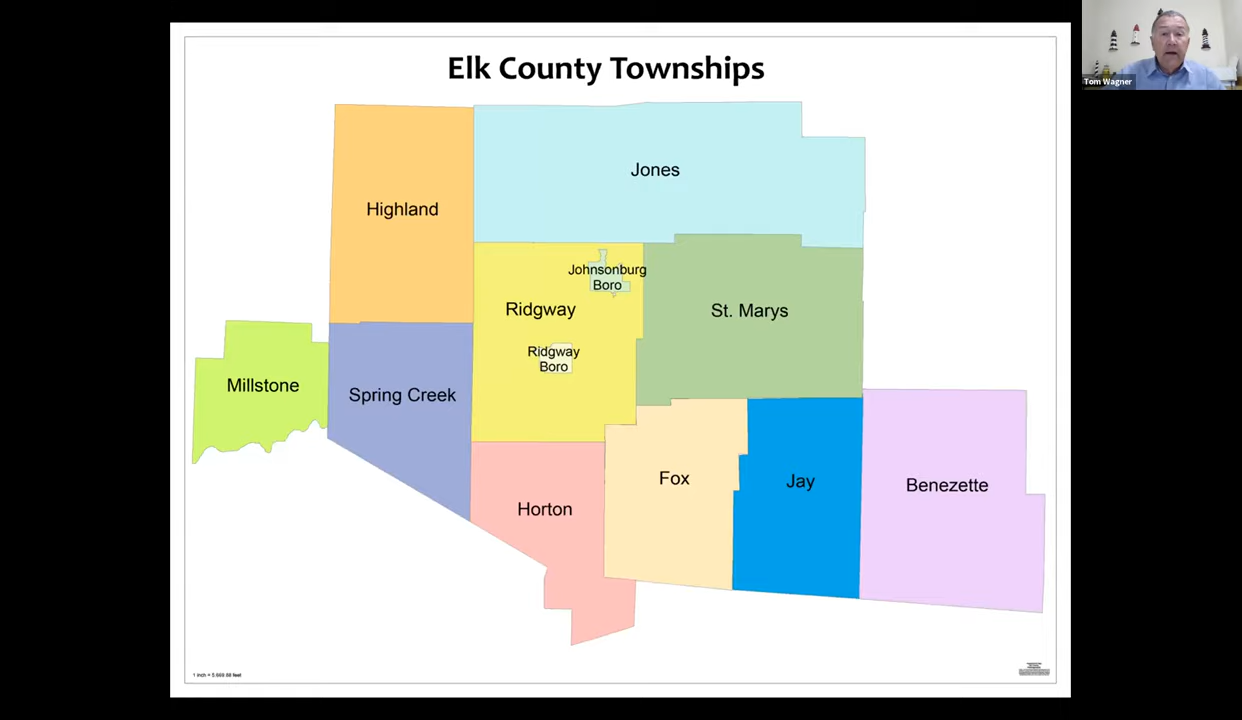 Elk County Townships
Tom Wagner
Jones
Highland
Johnsonburg
Boro
Ridgway
St. Marys
Ridgway
Boro
Millstone
Spring Creek
Fox
Jay
Benezette
Horton